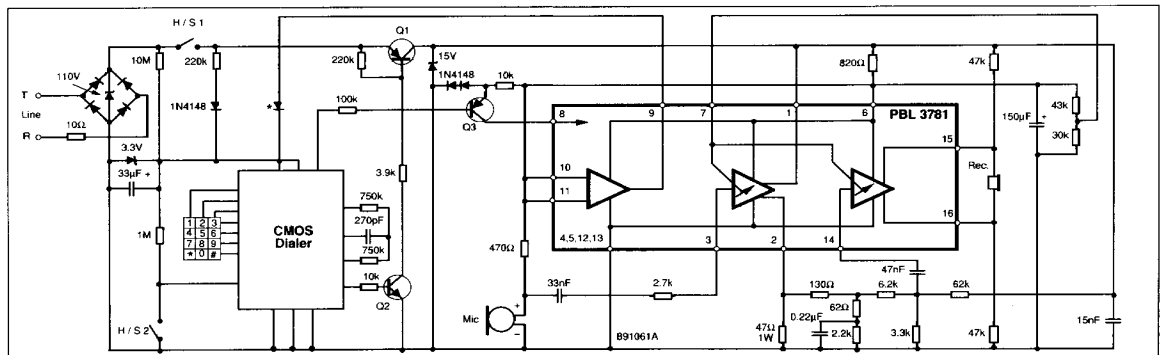 H / S 1
Q1
10M
220k
220k
15V
1N4148
10k
820Ω
47k
110V
T
Line
R
10Ω
1N4148
*
100k
Q3
8
9
7
1
6
PBL 3781
150µF
+
43k
30k
3.3V
33µF +
10
11
15
Rec.
16
3.9k
1 2 3
4 5 6
7 8 9
* 0 #
CMOS
Dialer
750k
270pF
750k
1M
470Ω
4,5,12,13
3
2
14
10k
Q2
33nF
2.7k
47nF
130Ω
6.2k
62k
62Ω
H / S 2
Mic
+
–
891061A
47Ω
1W
0.22µF
2.2k
3.3k
47k
15nF